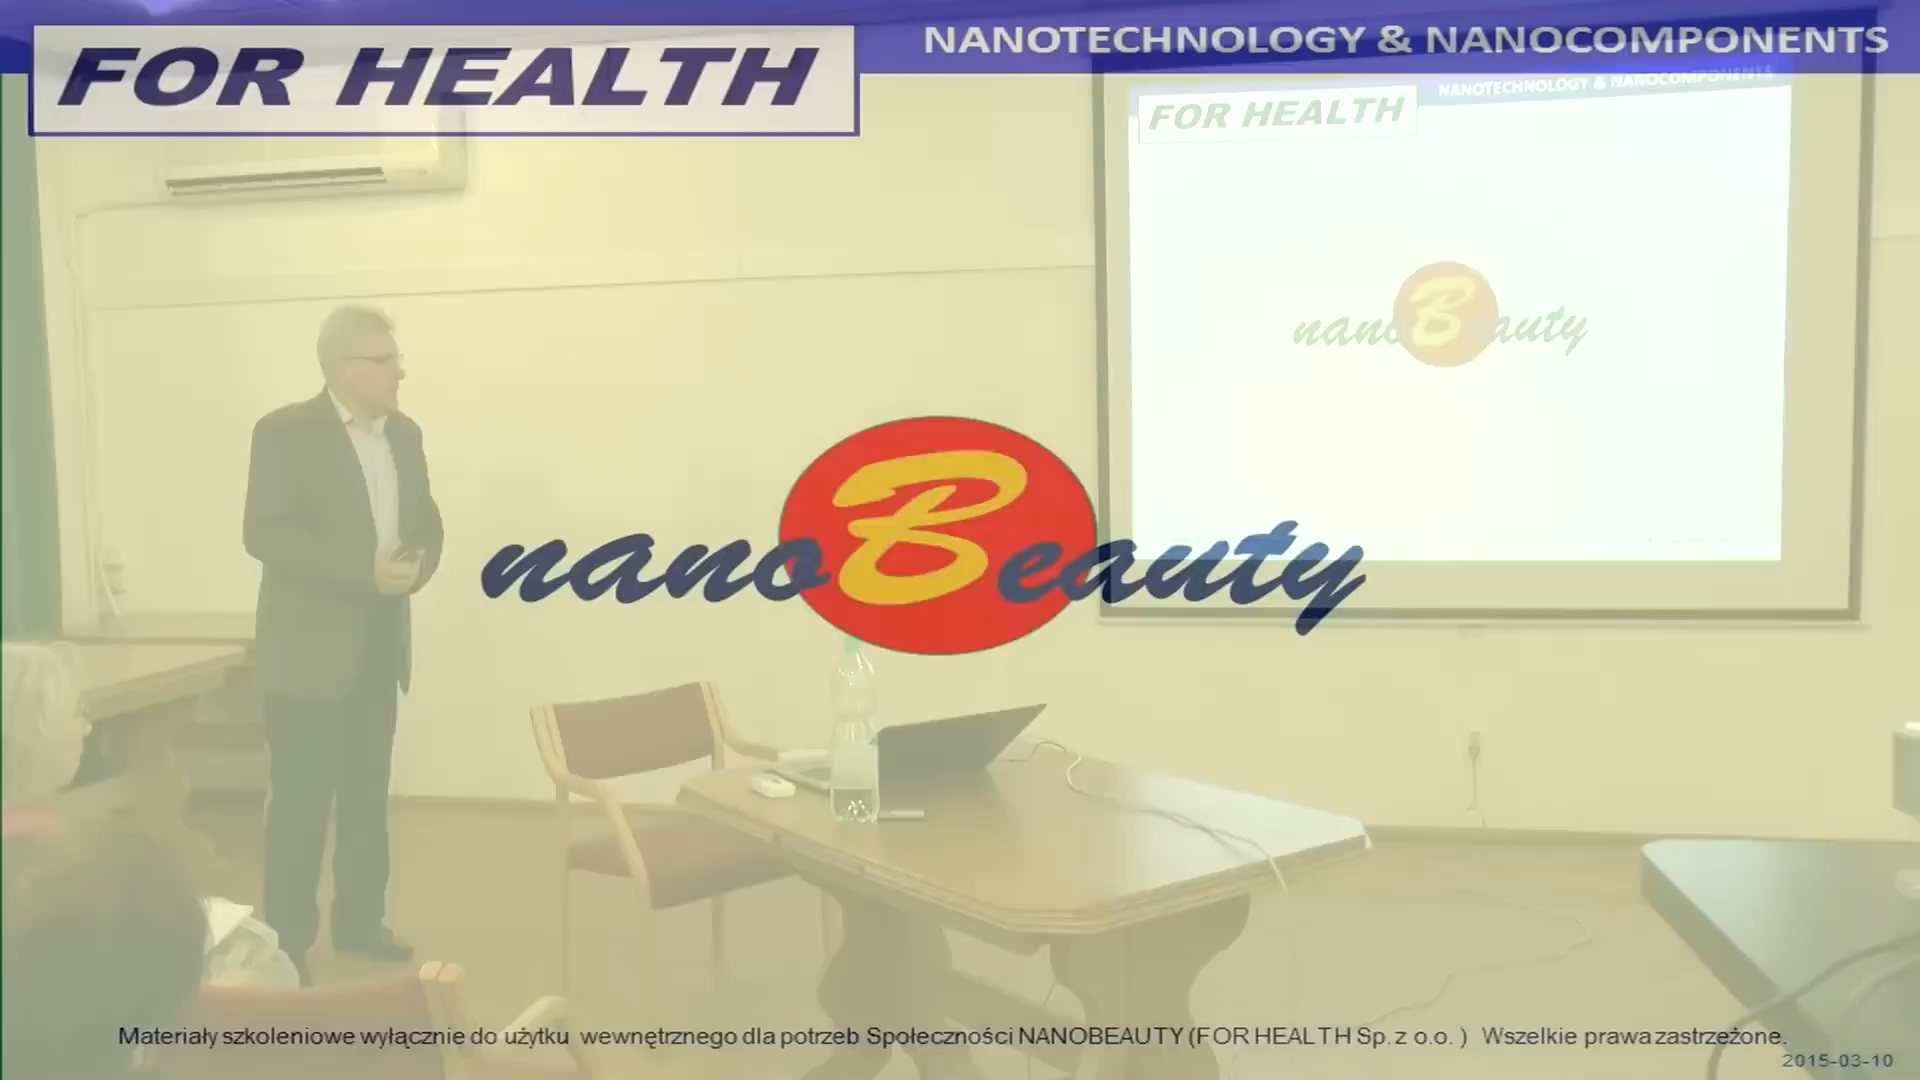 FOR HEALTH
NANOTECHNOLOGY & NANOCOMPONENTS
NANOTECHNOLOGY & NANOCOMPONENTS
FOR HEALTH
nanoBeauty
nanoBeauty
Materiały szkoleniowe wyłącznie do użytku wewnętrznego dla potrzeb Społeczności NANOBEAUTY (FOR HEALTH Sp. z o.o. ) Wszelkie prawa zastrzeżone.
2015-03-10